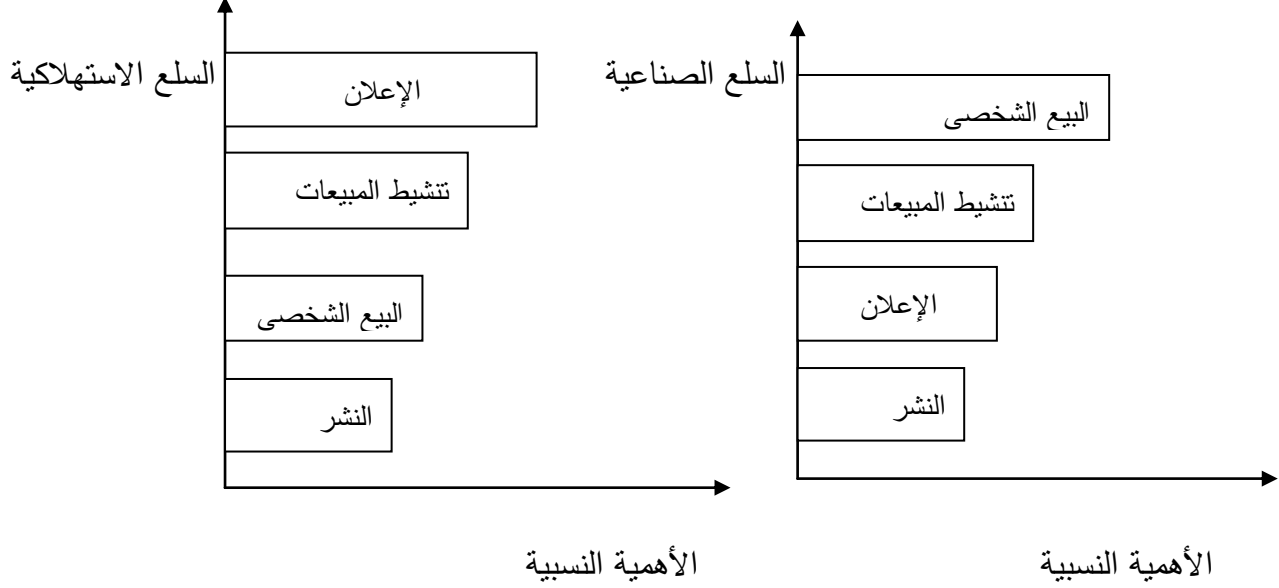 السلع الصناعية
البيع الشخصى
تنشيط المبيعات
الإعلان
النشر
الأهمية النسبية
السلع الاستهلاكية
الإعلان
تنشيط المبيعات
البيع الشخصى
النشر
الأهمية النسبية